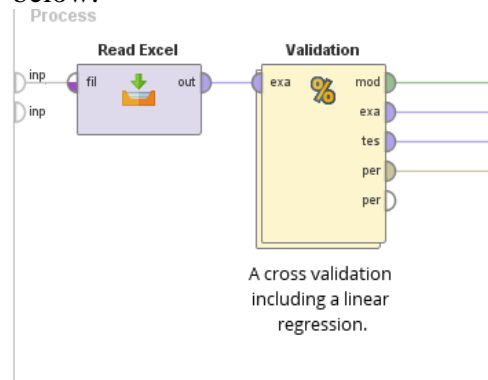 below.
Process
Read Excel
Validation
inp
fil
out
exa
mod
inp
exa
tes
per
per
A cross validation
including a linear
regression.